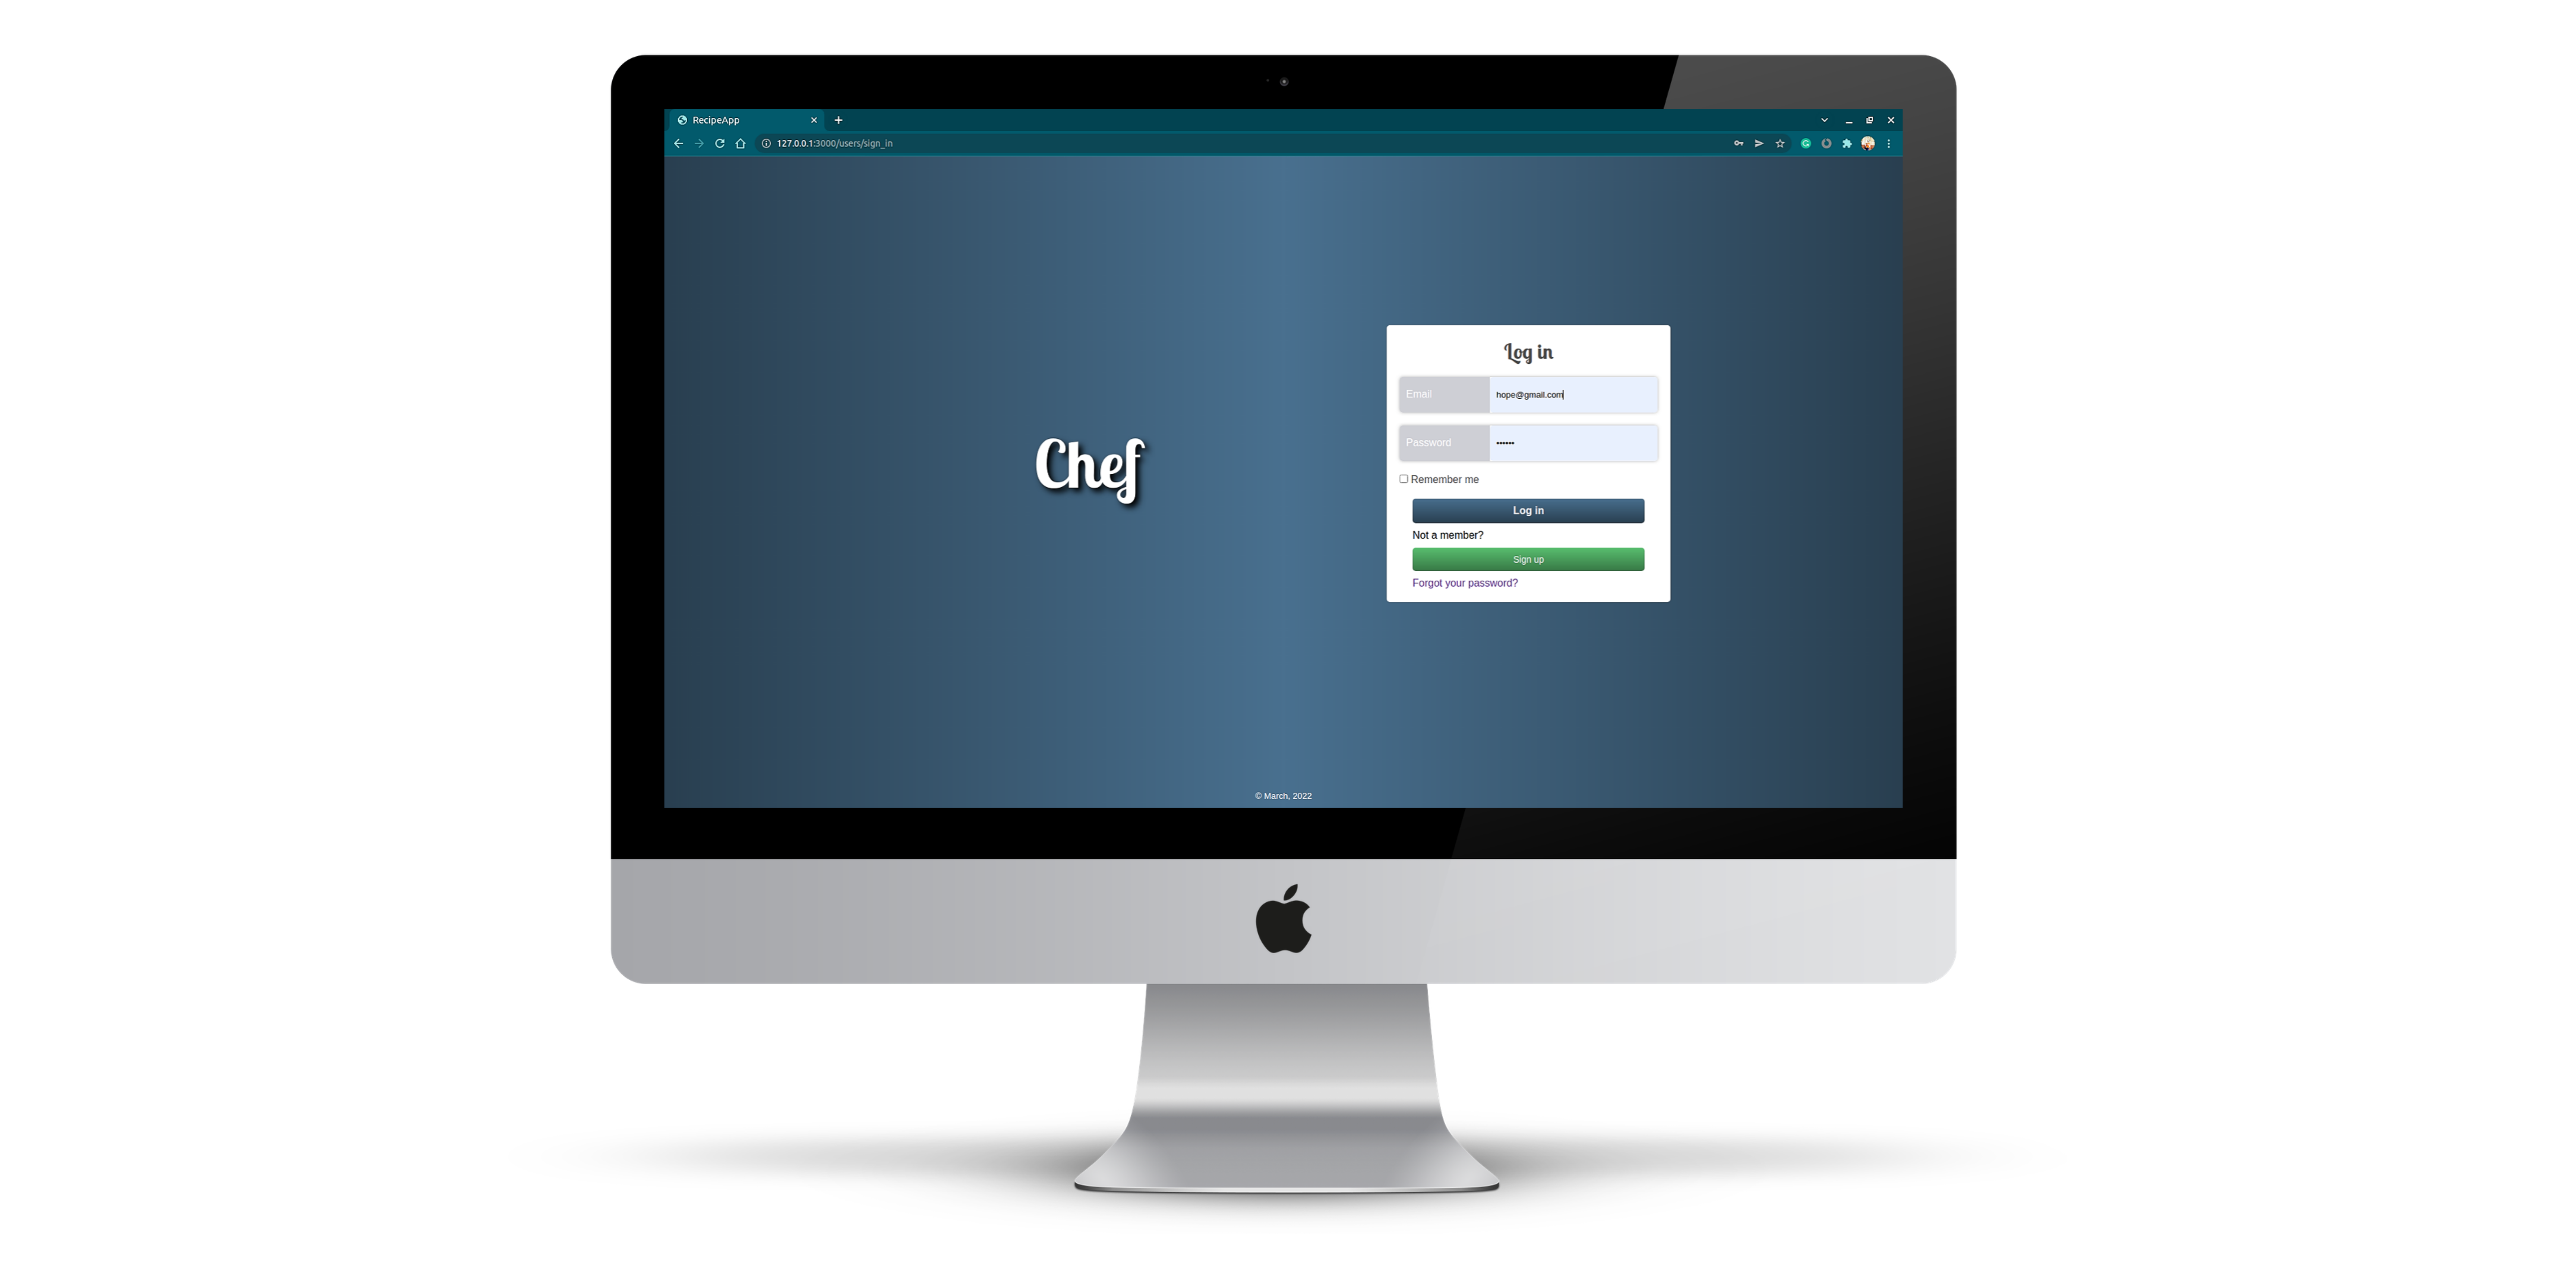 RecipeApp
127.0.0.1:3000/users/sign_in
Log in
Email
hope@gmail.com
Password
••••••
Remember me
Log in
Not a member?
Sign up
Forgot your password?
Chef
© March, 2022